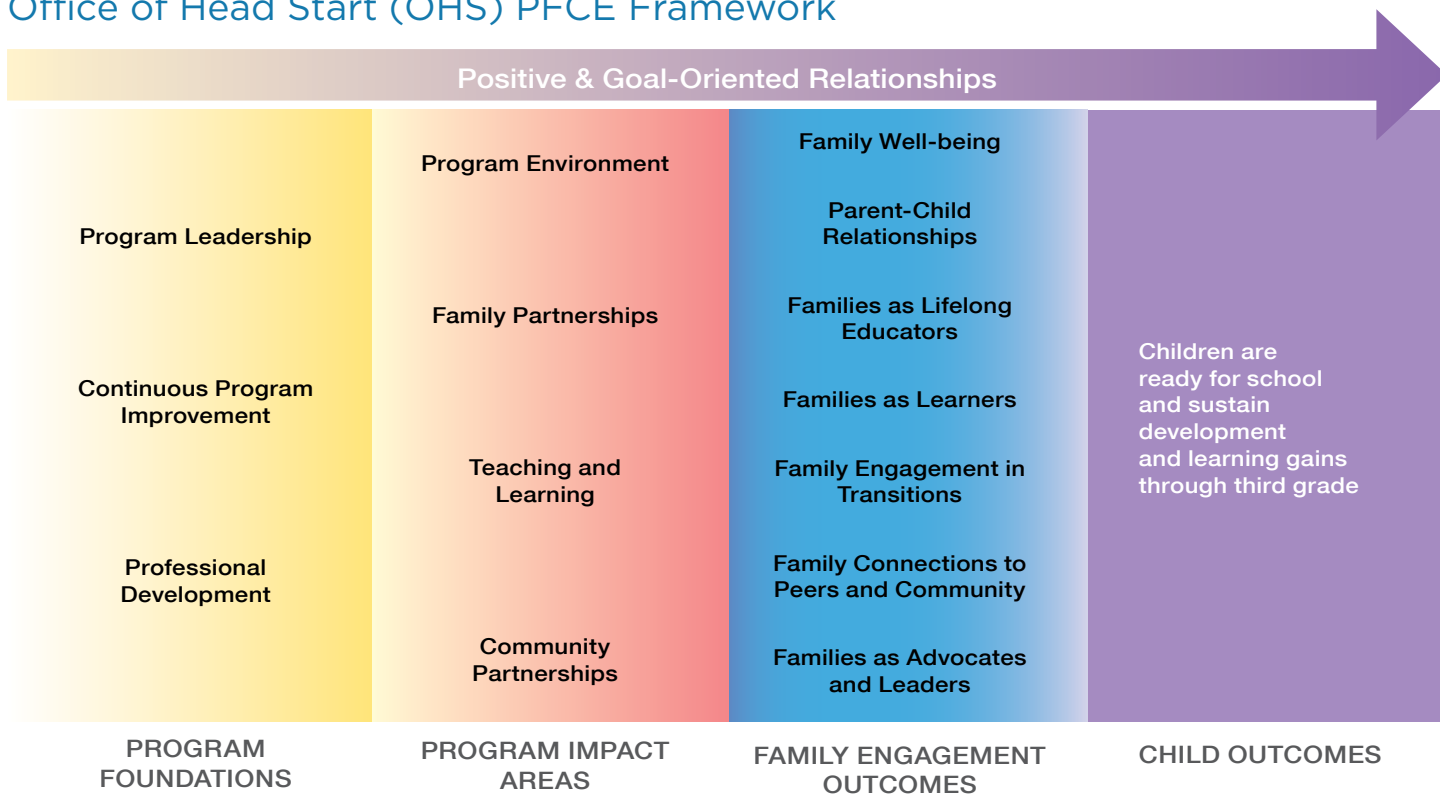 Office of Head Start (OHS) PFCE Framework
Positive & Goal-Oriented Relationships
Program Leadership
Continuous Program
Improvement
Professional
Development
PROGRAM
FOUNDATIONS
Program Environment
Family Partnerships
Teaching and
Learning
Community
Partnerships
PROGRAM IMPACT
AREAS
Family Well-being
Parent-Child
Relationships
Families as Lifelong
Educators
Families as Learners
Family Engagement in
Transitions
Family Connections to
Peers and Community
Families as Advocates
and Leaders
FAMILY ENGAGEMENT
OUTCOMES
Children are
ready for school
and sustain
development
and learning gains
through third grade
CHILD OUTCOMES